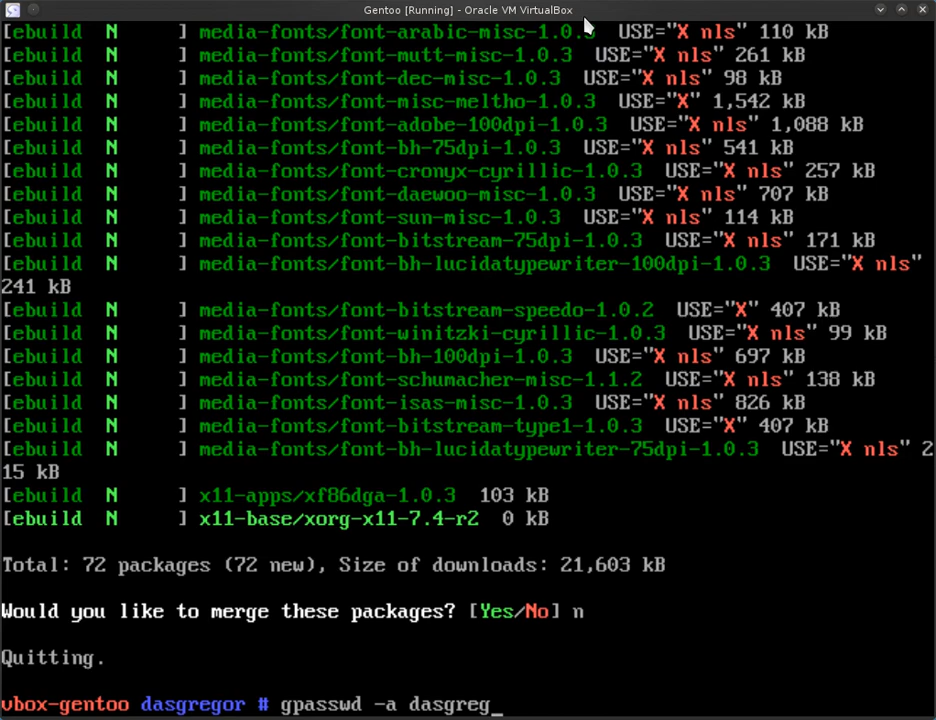 Gentoo [Running] - Oracle VM VirtualBox
[ebuild  N      ] media-fonts/font-arabic-misc-1.0.3  USE="X nls" 110 kB
[ebuild  N      ] media-fonts/font-mutt-misc-1.0.3  USE="X nls" 261 kB
[ebuild  N      ] media-fonts/font-dec-misc-1.0.3  USE="X nls" 98 kB
[ebuild  N      ] media-fonts/font-misc-meltho-1.0.3  USE="X" 1,542 kB
[ebuild  N      ] media-fonts/font-adobe-100dpi-1.0.3  USE="X nls" 1,088 kB
[ebuild  N      ] media-fonts/font-bh-75dpi-1.0.3  USE="X nls" 541 kB
[ebuild  N      ] media-fonts/font-cronyx-cyrillic-1.0.3  USE="X nls" 257 kB
[ebuild  N      ] media-fonts/font-daewoo-misc-1.0.3  USE="X nls" 707 kB
[ebuild  N      ] media-fonts/font-sun-misc-1.0.3  USE="X nls" 114 kB
[ebuild  N      ] media-fonts/font-bitstream-75dpi-1.0.3  USE="X nls" 171 kB
[ebuild  N      ] media-fonts/font-bh-lucidatypewriter-100dpi-1.0.3  USE="X nls"
241 kB
[ebuild  N      ] media-fonts/font-bitstream-speedo-1.0.2  USE="X" 407 kB
[ebuild  N      ] media-fonts/font-winitzki-cyrillic-1.0.3  USE="X nls" 99 kB
[ebuild  N      ] media-fonts/font-bh-100dpi-1.0.3  USE="X nls" 697 kB
[ebuild  N      ] media-fonts/font-schumacher-misc-1.1.2  USE="X nls" 138 kB
[ebuild  N      ] media-fonts/font-isas-misc-1.0.3  USE="X nls" 826 kB
[ebuild  N      ] media-fonts/font-bitstream-type1-1.0.3  USE="X" 407 kB
[ebuild  N      ] media-fonts/font-bh-lucidatypewriter-75dpi-1.0.3  USE="X nls" 2
15 kB
[ebuild  N      ] x11-apps/xf86dga-1.0.3  103 kB
[ebuild  N      ] x11-base/xorg-x11-7.4-r2  0 kB
Total: 72 packages (72 new), Size of downloads: 21,603 kB
Would you like to merge these packages? [Yes/No] n
Quitting.
vbox-gentoo dasgregor # gpasswd -a dasgreg_